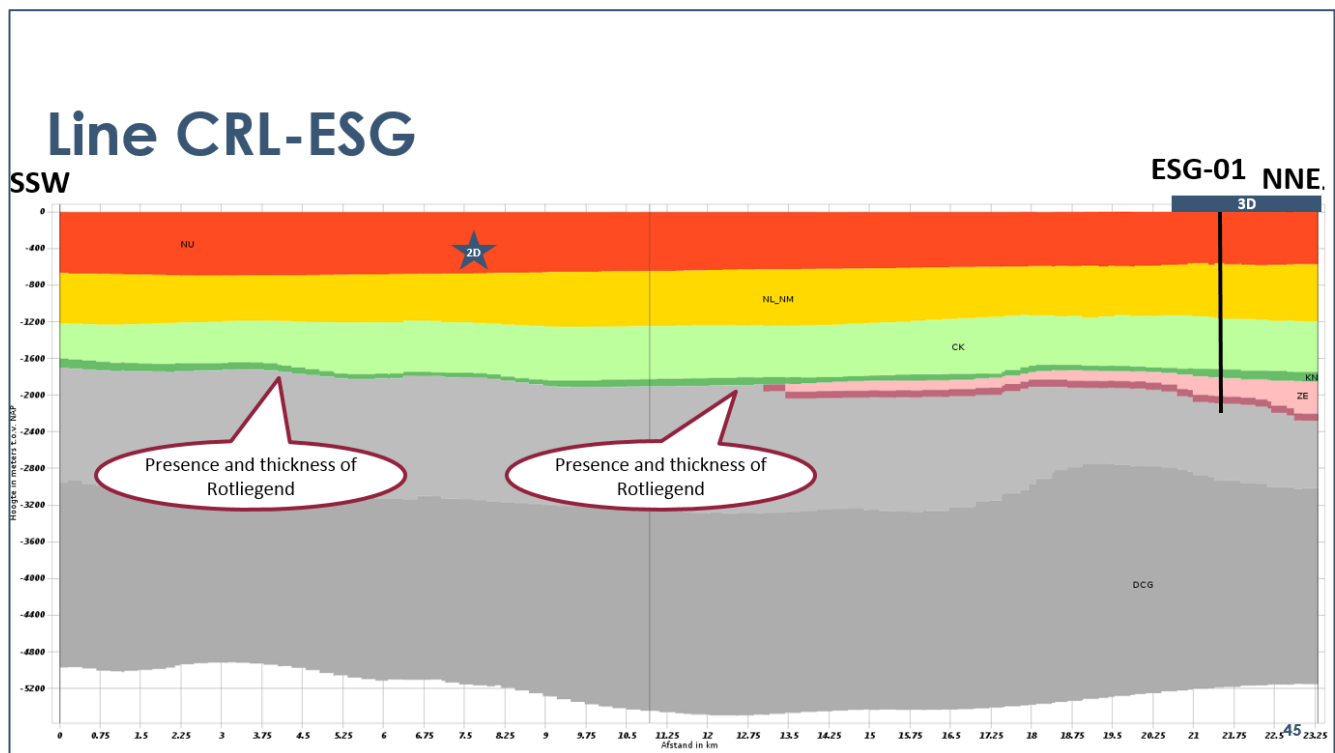 Line CRL-ESG
SSW
ESG-01
NNE.
3D
0
-400
-800
-1200
-1600
-2000
-2400
-2800
-3200
-3600
-4000
-4400
-4800
-5200
Hoogte in meters t.o.v. NAP
NU
2D
NL_NM
CK
KN
ZE
Presence and thickness of
Rotliegend
Presence and thickness of
Rotliegend
DCG
0 0.75 1.5 2.25 3 3.75 4.5 5.25 6 6.75 7.5 8.25 9 9.75 10.5 11.25 12 12.75 13.5 14.25 15 15.75 16.5 17.25 18 18.75 19.5 20.25 21 21.75 22.5 23.25
Afstand in km
45